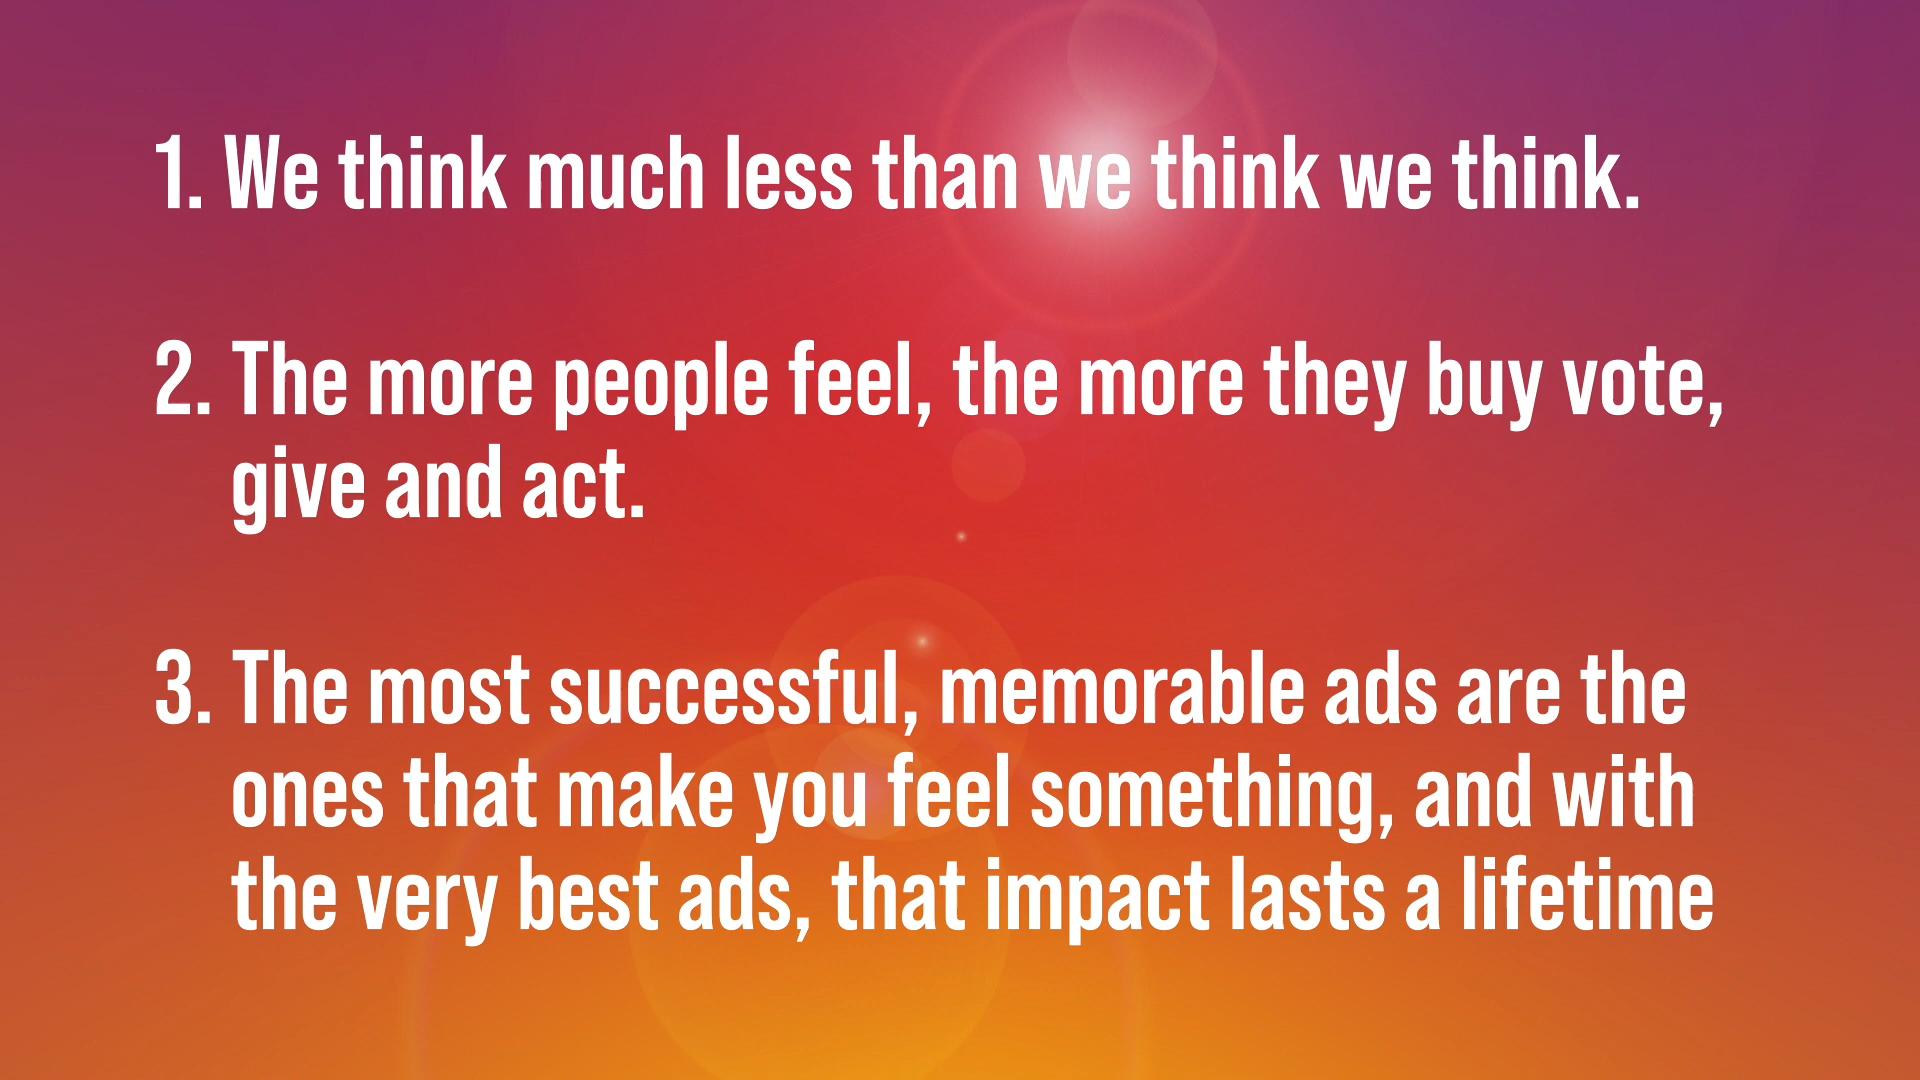 1. We think much less than we think we think.
2. The more people feel, the more they buy vote,
give and act.
3. The most successful, memorable ads are the
ones that make you feel something, and with
the very best ads, that impact lasts a lifetime